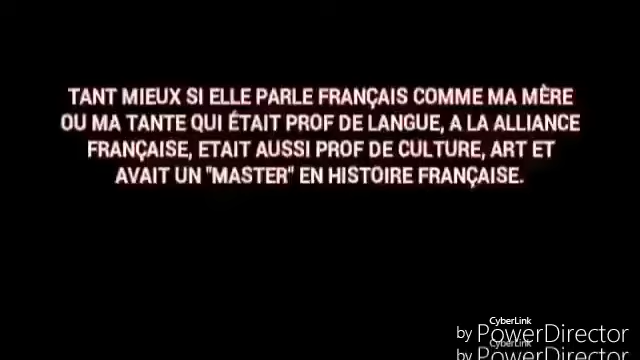 TANT MIEUX SI ELLE PARLE FRANÇAIS COMME MA MÈRE
OU MA TANTE QUI ÉTAIT PROF DE LANGUE, A LA ALLIANCE
FRANÇAISE, ETAIT AUSSI PROF DE CULTURE, ART ET
AVAIT UN "MASTER" EN HISTOIRE FRANÇAISE.
CyberLink
by PowerDirector
CyberLink
by PowerDirector